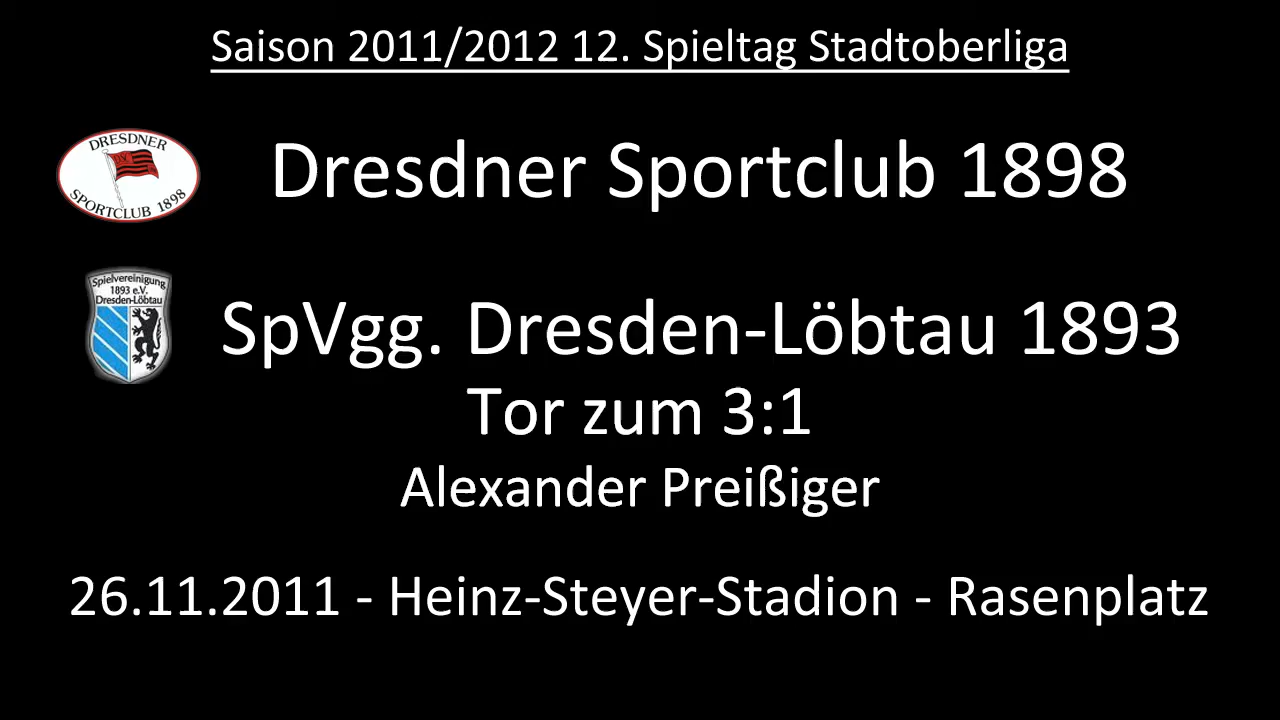 Saison 2011/2012 12. Spieltag Stadtoberliga
DRESDNER
SPORTCLUB 1898
Dresdner Sportclub 1898
Spielvereinigung
1893 e.V.
Dresden-Löbtau
SpVgg. Dresden-Löbtau 1893
Tor zum 3:1
Alexander Preißiger
26.11.2011 - Heinz-Steyer-Stadion - Rasenplatz